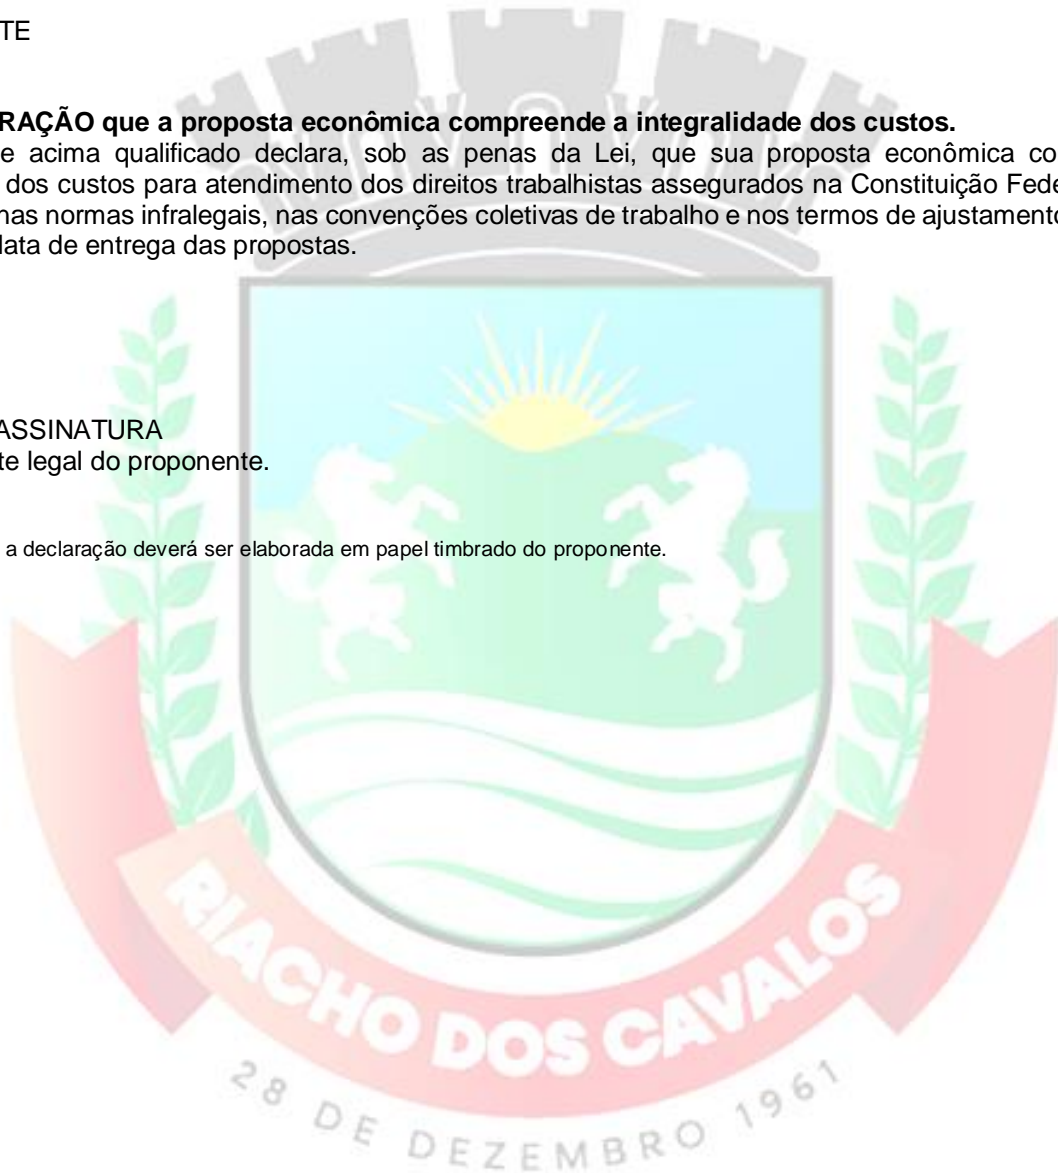 TE
RAÇÃO que a proposta econômica compreende a integralidade dos custos.
e acima qualificado declara, sob as penas da Lei, que sua proposta econômica co
dos custos para atendimento dos direitos trabalhistas assegurados na Constituição Fede
nas normas infralegais, nas convenções coletivas de trabalho e nos termos de ajustamento
data de entrega das propostas.
ASSINATURA
te legal do proponente.
a declaração deverá ser elaborada em papel timbrado do proponente.
RIACHO DOS CAVALOS
28 DE DEZEMBRO 1961